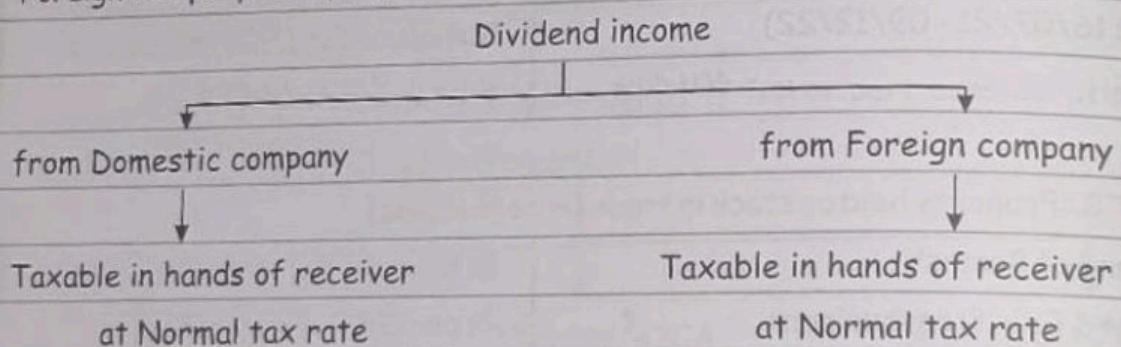 Dividend income
from Domestic company
from Foreign company
Taxable in hands of receiver
at Normal tax rate
Taxable in hands of receiver
at Normal tax rate